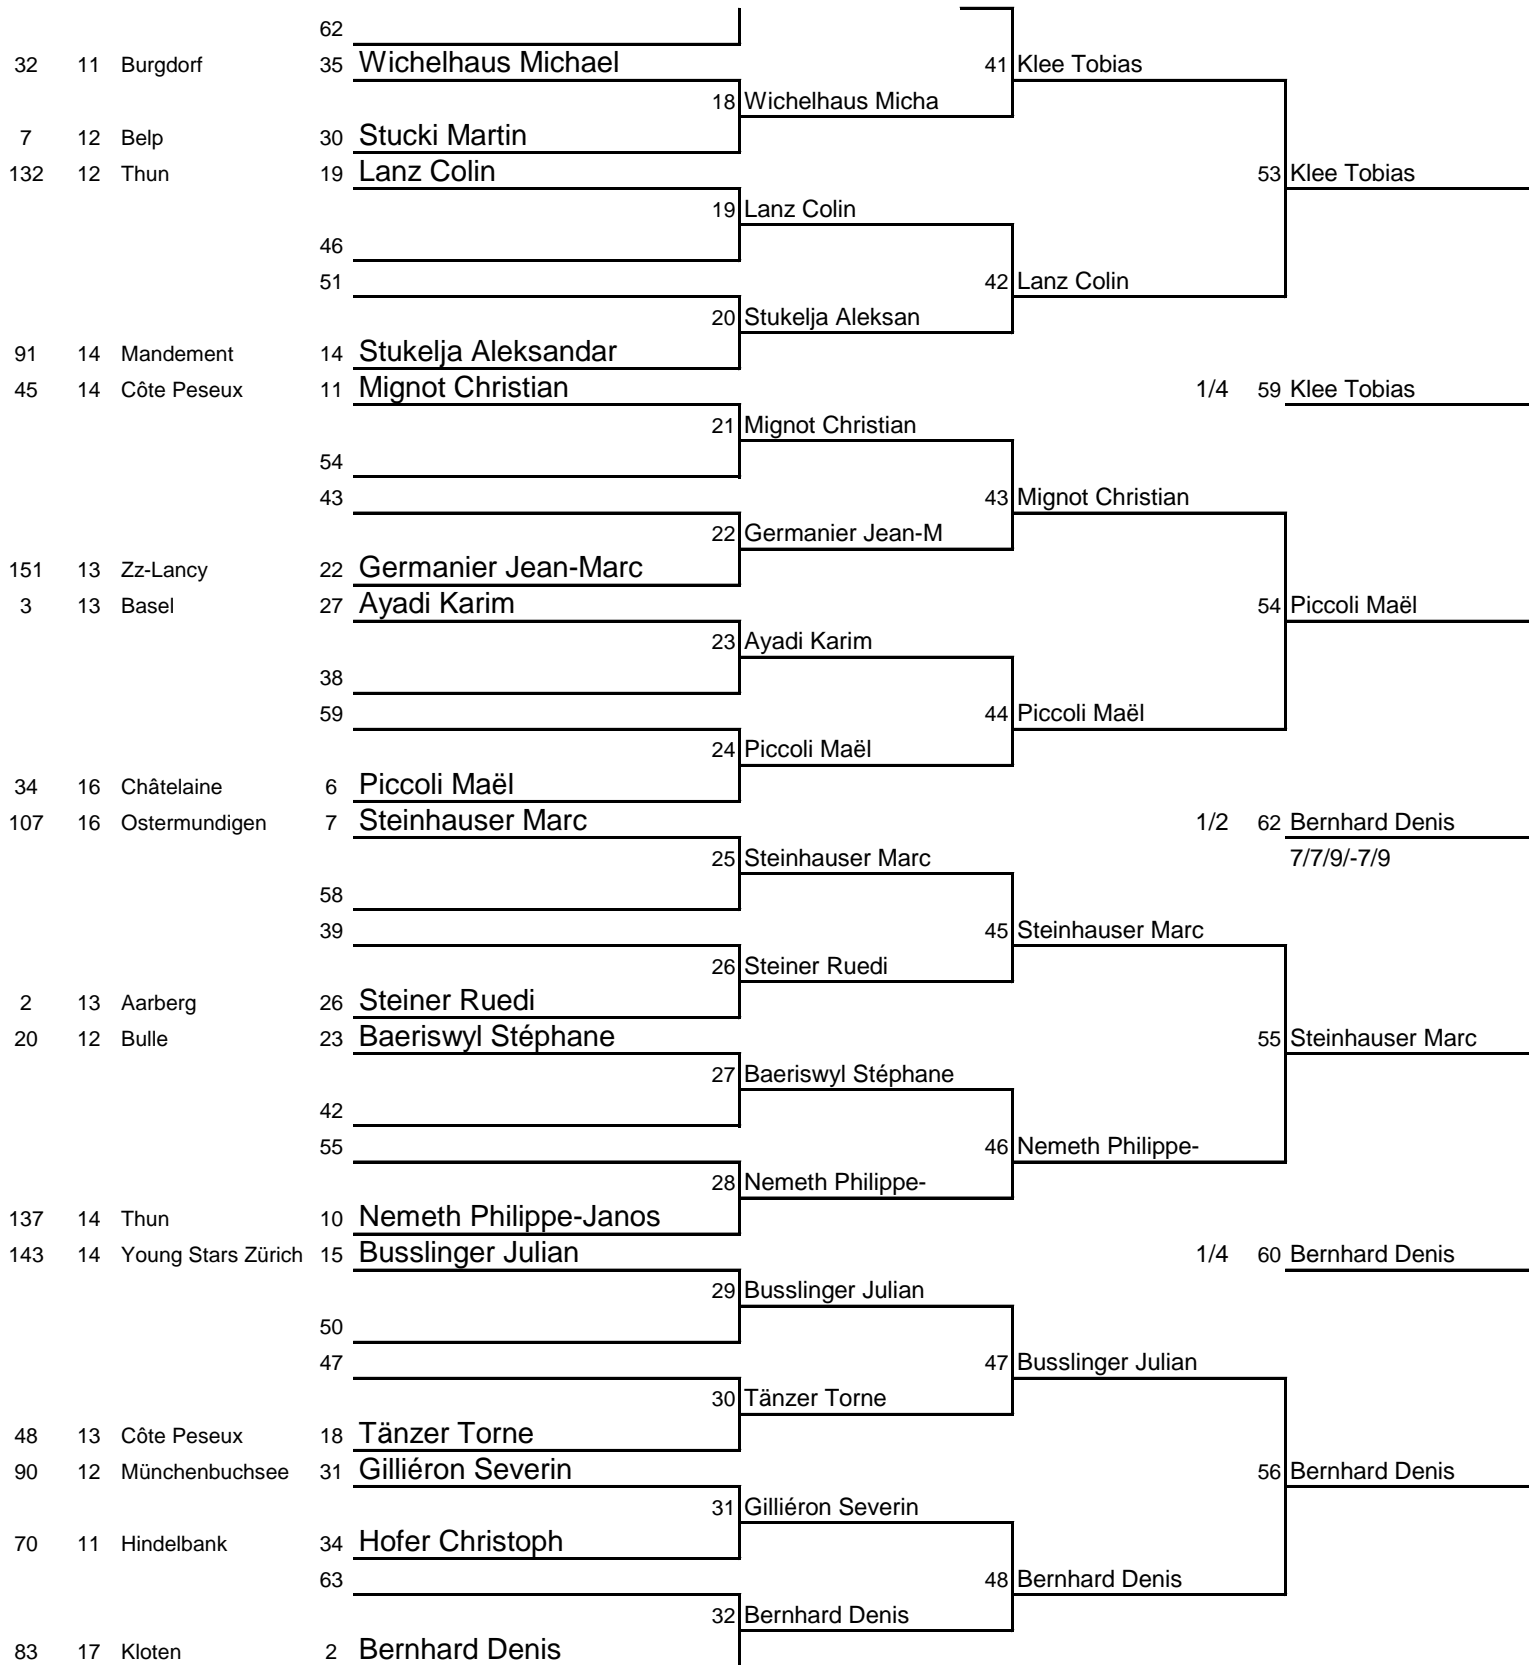 62
32 11 Burgdorf 35 Wichelhaus Michael 41 Klee Tobias
18 Wichelhaus Micha
7 12 Belp 30 Stucki Martin
132 12 Thun 19 Lanz Colin 53 Klee Tobias
19 Lanz Colin
46
51 42 Lanz Colin
20 Stukelja Aleksan
91 14 Mandement 14 Stukelja Aleksandar
45 14 Côte Peseux 11 Mignot Christian 1/4 59 Klee Tobias
21 Mignot Christian
54
43 43 Mignot Christian
22 Germanier Jean-M
151 13 Zz-Lancy 22 Germanier Jean-Marc
3 13 Basel 27 Ayadi Karim 54 Piccoli Maël
23 Ayadi Karim
38
59 44 Piccoli Maël
24 Piccoli Maël
34 16 Châtelaine 6 Piccoli Maël
107 16 Ostermundigen 7 Steinhauser Marc 1/2 62 Bernhard Denis
25 Steinhauser Marc 7/7/9/-7/9
58
39 45 Steinhauser Marc
26 Steiner Ruedi
2 13 Aarberg 26 Steiner Ruedi
20 12 Bulle 23 Baeriswyl Stéphane 55 Steinhauser Marc
27 Baeriswyl Stéphane
42
55 46 Nemeth Philippe-
28 Nemeth Philippe-
137 14 Thun 10 Nemeth Philippe-Janos
143 14 Young Stars Zürich 15 Busslinger Julian 1/4 60 Bernhard Denis
29 Busslinger Julian
50
47 47 Busslinger Julian
30 Tänzer Torne
48 13 Côte Peseux 18 Tänzer Torne
90 12 Münchenbuchsee 31 Gilliéron Severin 56 Bernhard Denis
31 Gilliéron Severin
70 11 Hindelbank 34 Hofer Christoph
63 48 Bernhard Denis
32 Bernhard Denis
83 17 Kloten 2 Bernhard Denis